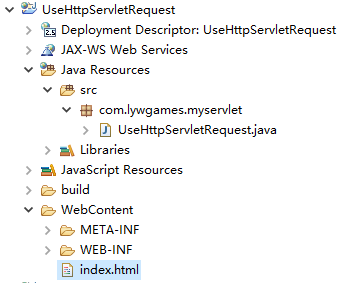 UseHttpServletRequest
Deployment Descriptor: UseHttpServletRequest
JAX-WS Web Services
Java Resources
src
com.lywgames.myservlet
UseHttpServletRequest.java
Libraries
JavaScript Resources
build
WebContent
META-INF
WEB-INF
index.html